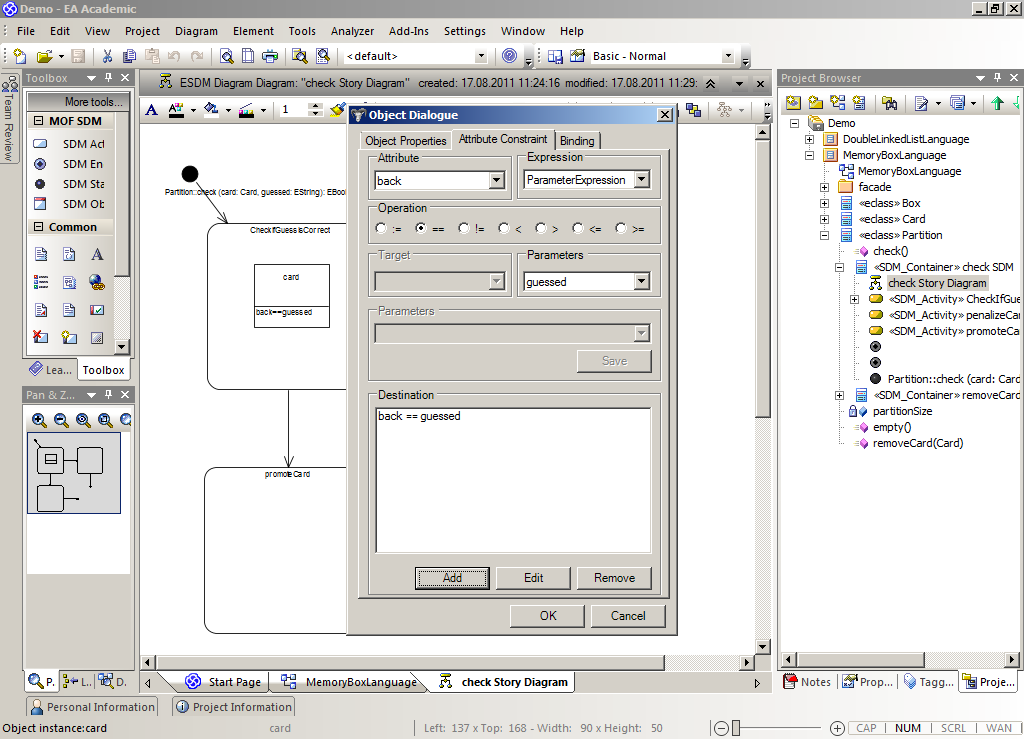 Demo - EA Academic
File Edit View Project Diagram Element Tools Analyzer Add-Ins Settings Window Help
<default> Basic - Normal
Team Review
Toolbox
More tools...
MOF SDM
SDM Act
SDM En
SDM Sta
SDM Ob
Common
Lea... Toolbox
Pan & Z...
P. L.. D.
ESDM Diagram Diagram: "check Story Diagram" created: 17.08.2011 11:24:16 modified: 17.08.2011 11:29:
1
Partition::check (card: Card, guessed: EString): EBoo
CheckIfGuessIsCorrect
card
back==guessed
promoteCard
Object Dialogue
Object Properties Attribute Constraint Binding
Attribute
back
Expression
ParameterExpression
Operation
:= == != < > <= >=
Target
Parameters
guessed
Parameters
Save
Destination
back == guessed
Add Edit Remove
OK Cancel
Start Page MemoryBoxLanguage check Story Diagram
Project Browser
Demo
DoubleLinkedListLanguage
MemoryBoxLanguage
MemoryBoxLanguage
facade
«eclass» Box
«eclass» Card
«eclass» Partition
check()
«SDM_Container» check SDM
check Story Diagram
«SDM_Activity» CheckIfGue
«SDM_Activity» penalizeCa
«SDM_Activity» promoteCa
Partition::check (card: Card
«SDM_Container» removeCard
partitionSize
empty()
removeCard(Card)
Notes Prop... Tagg... Proje...
Personal Information Project Information
Object instance:card card Left: 137 x Top: 168 - Width: 90 x Height: 50 CAP NUM SCRL WAN